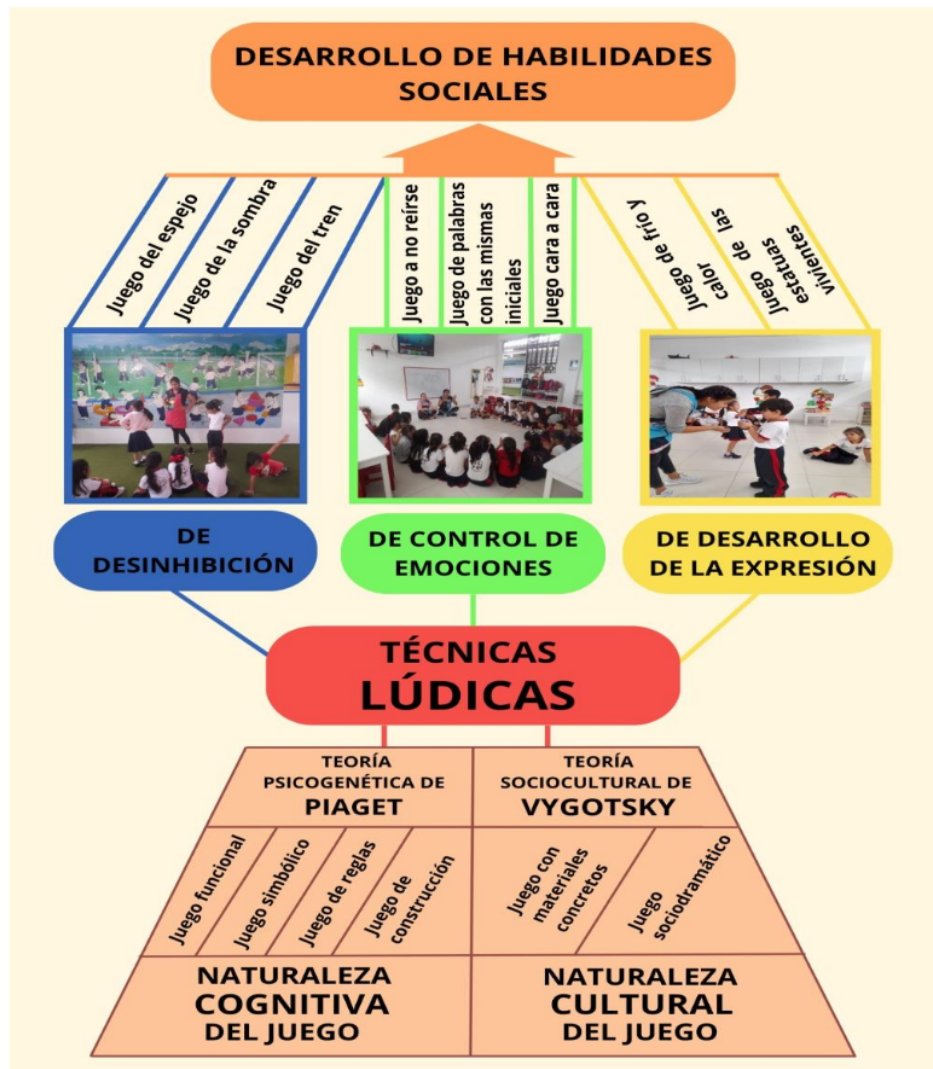 DESARROLLO DE HABILIDADES
SOCIALES
Juego del espejo
Juego de la sombra
Juego del tren
Juego a no reírse
Juego de palabras
con las mismas
iniciales
Juego cara a cara
Juego de frío y
calor
Juego de las
estatuas
vivientes
DE
DESINHIBICIÓN
DE CONTROL DE
EMOCIONES
DE DESARROLLO
DE LA EXPRESIÓN
TÉCNICAS
LÚDICAS
TEORÍA
PSICOGENÉTICA DE
PIAGET
TEORÍA
SOCIOCULTURAL DE
VYGOTSKY
Juego funcional
Juego simbólico
Juego de reglas
Juego de
construcción
Juego con
materiales
concretos
Juego
sociodramático
NATURALEZA
COGNITIVA
DEL JUEGO
NATURALEZA
CULTURAL
DEL JUEGO